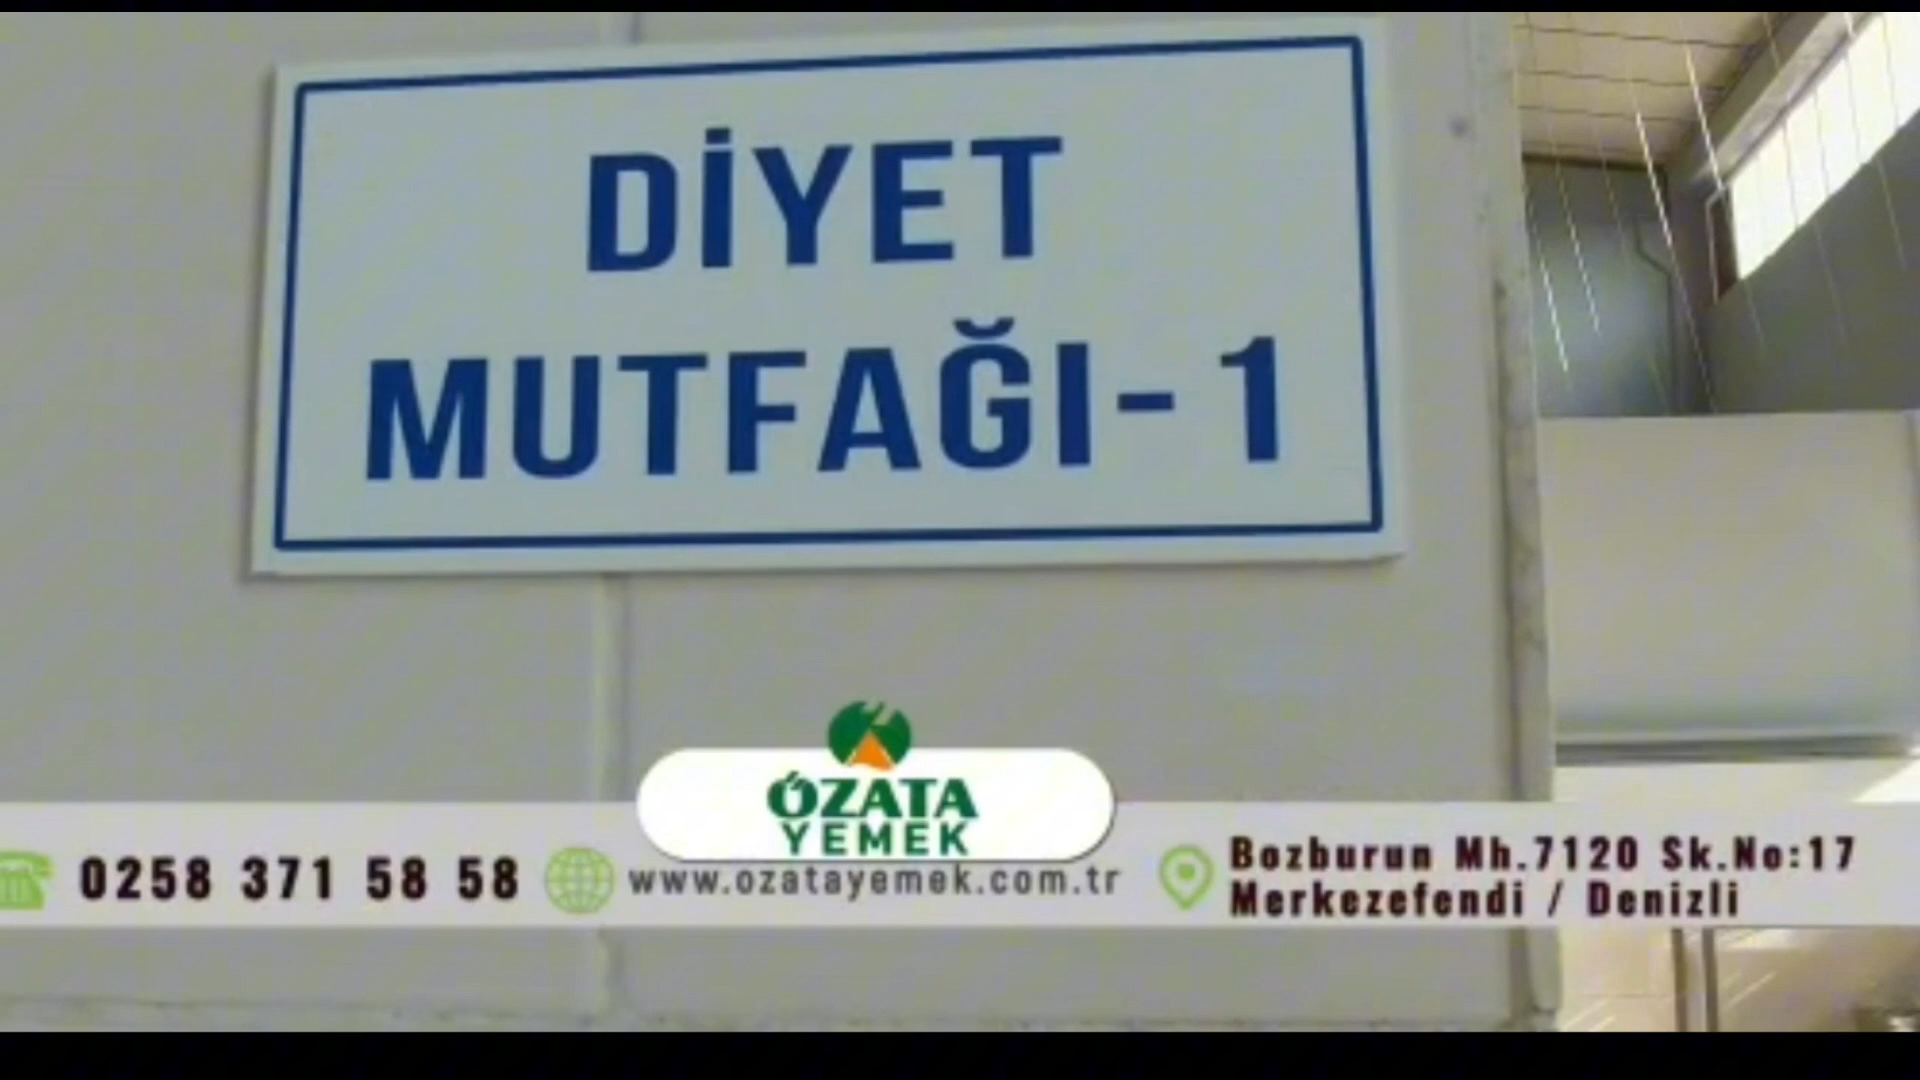 DİYET
MUTFAĞI-1
ÖZATA
YEMEK
0258 371 58 58
www.ozatayemek.com.tr
Bozburun Mh.7120 Sk.No:17
Merkezefendi / Denizli